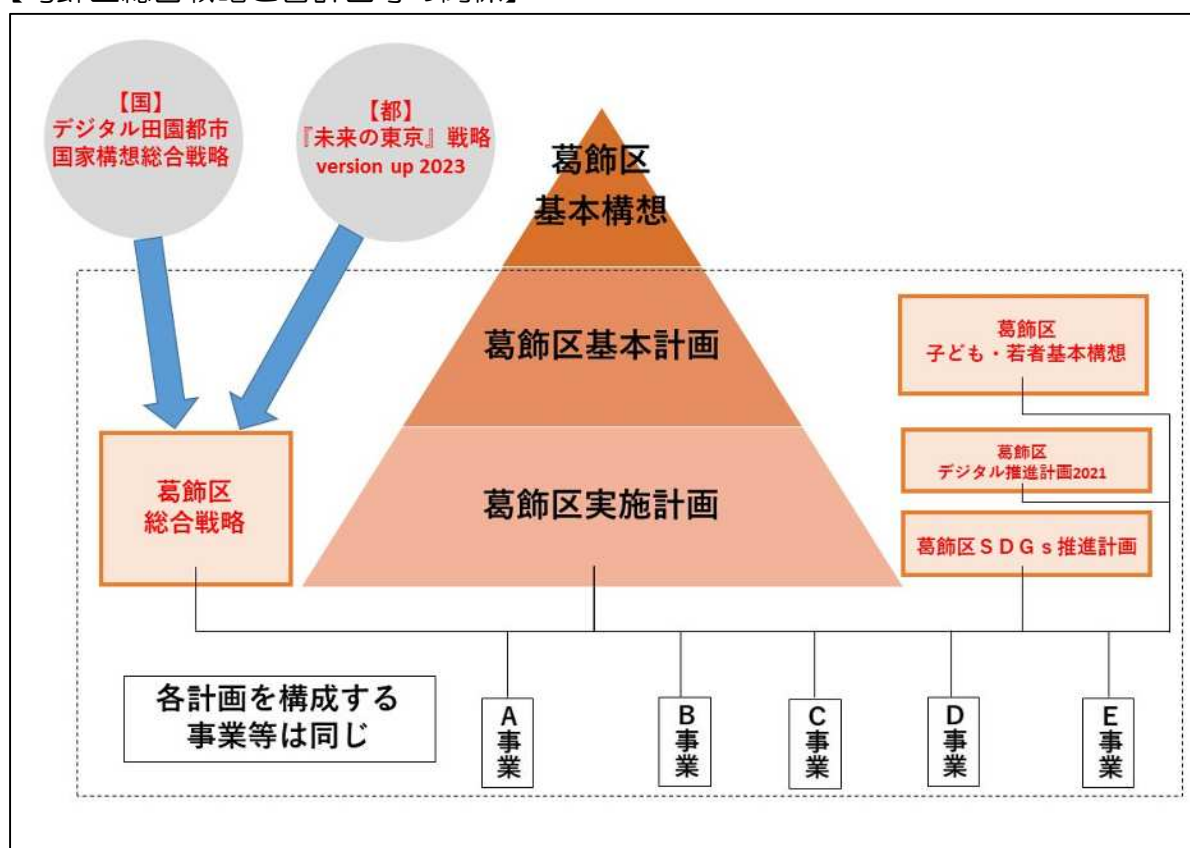 【国】
デジタル田園都市
国家構想総合戦略
【都】
『未来の東京』戦略
version up 2023
葛飾区
基本構想
葛飾区基本計画
葛飾区実施計画
葛飾区
総合戦略
葛飾区
子ども・若者基本構想
葛飾区
デジタル推進計画2021
葛飾区ＳＤＧｓ推進計画
各計画を構成する
事業等は同じ
A事業
B事業
C事業
D事業
E事業